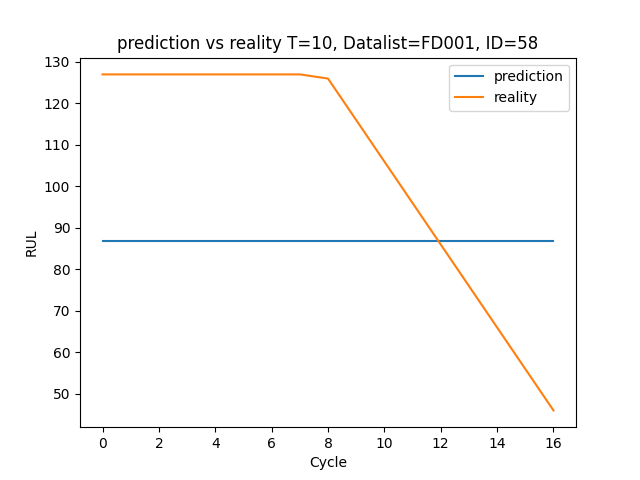 prediction vs reality T=10, Datalist=FD001, ID=58
prediction
reality
130
120
110
100
90
80
70
60
50
RUL
0 2 4 6 8 10 12 14 16
Cycle